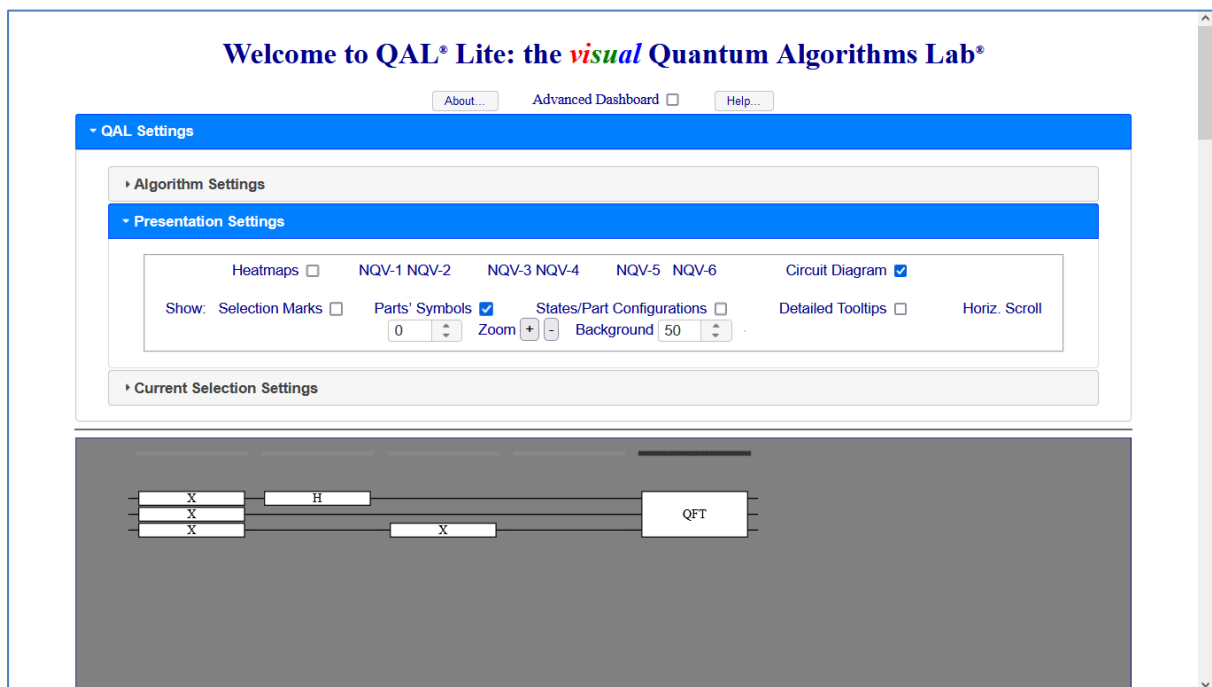 Welcome to QAL® Lite: the visual Quantum Algorithms Lab®
About... Advanced Dashboard Help...
QAL Settings
Algorithm Settings
Presentation Settings
Heatmaps NQV-1 NQV-2 NQV-3 NQV-4 NQV-5 NQV-6 Circuit Diagram
Show: Selection Marks Parts' Symbols States/Part Configurations Detailed Tooltips Horiz. Scroll
0 Zoom + - Background 50
Current Selection Settings
X H
X QFT
X X